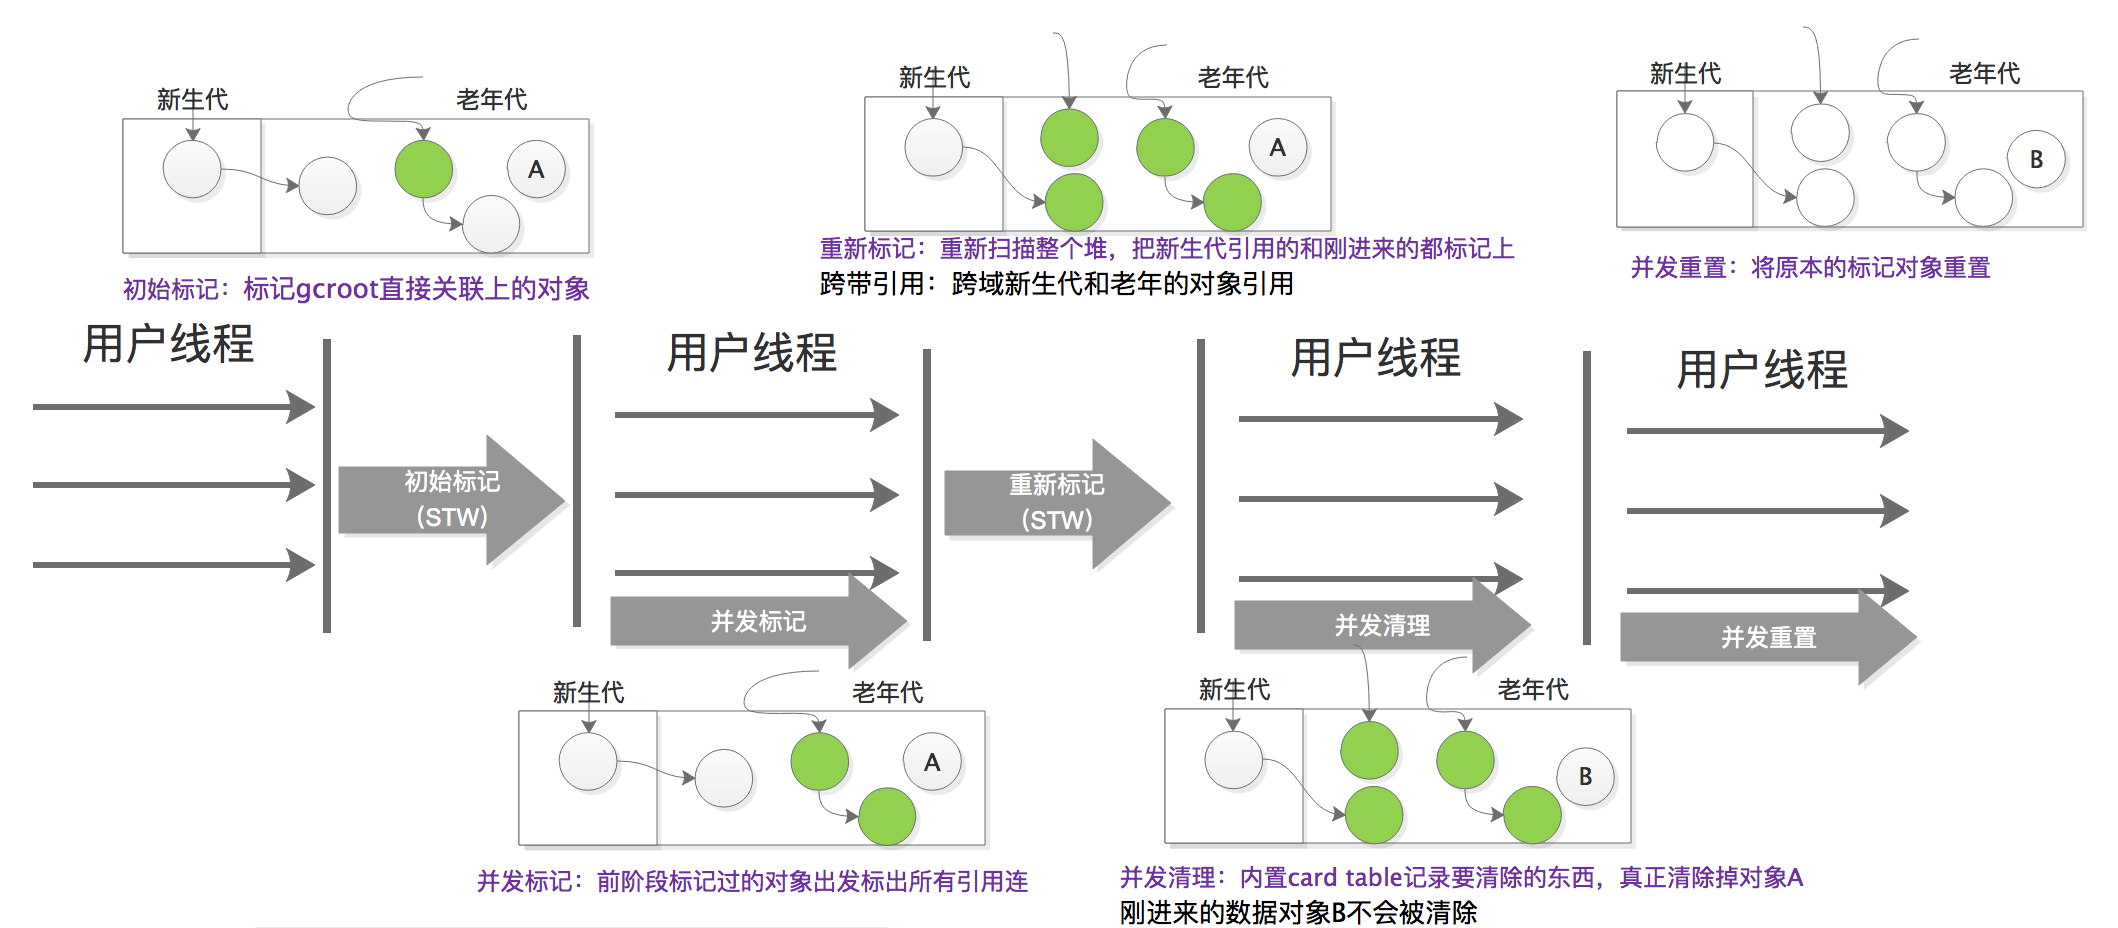 新生代
老年代
A
初始标记：标记gcroot直接关联上的对象
新生代
老年代
A
重新标记：重新扫描整个堆，把新生代引用的和刚进来的都标记上
跨带引用：跨域新生代和老年的对象引用
新生代
老年代
B
并发重置：将原本的标记对象重置
用户线程
用户线程
用户线程
用户线程
初始标记
（STW）
重新标记
（STW）
并发标记
并发清理
并发重置
新生代
老年代
A
并发标记：前阶段标记过的对象出发标出所有引用连
新生代
老年代
B
并发清理：内置card table记录要清除的东西，真正清除掉对象A
刚进来的数据对象B不会被清除